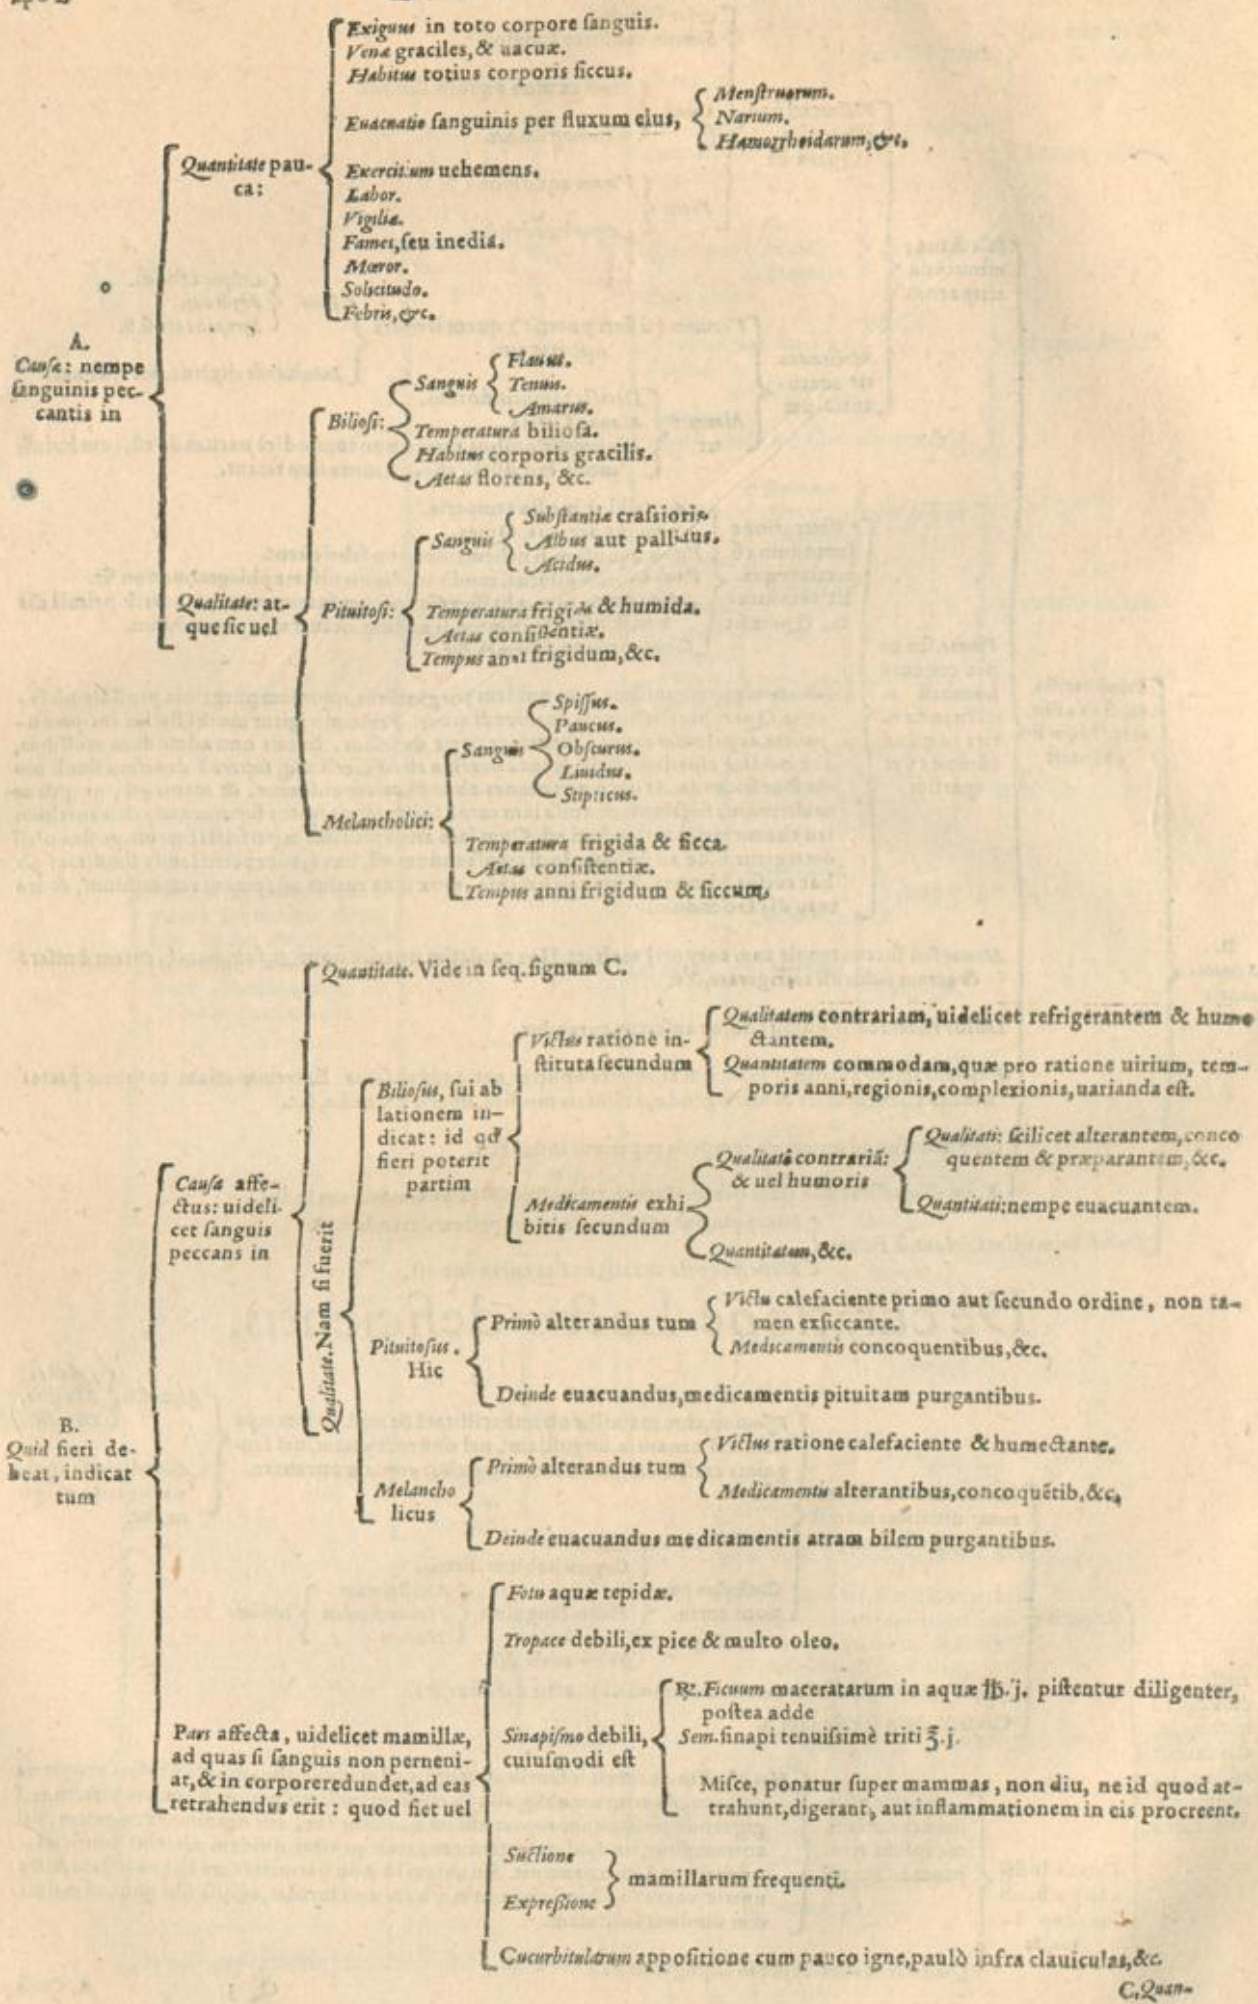 Exiguus in toto corpore ſanguis.
Venæ graciles, & uacuæ.
Habitus totius corporis ſiccus.
Euacuatio ſanguinis per fluxum eius,
Menſtruorum.
Narium.
Hæmorrhoidarum, &c.
Quantitate pau-
ca:
Exercitium uehemens.
Labor.
Vigiliæ.
Fames, ſeu inediá.
Mœror.
Solicitudo.
Febris, &c.
A.
Cauſæ: nempe
ſanguinis pec-
cantis in
Qualitate: at-
que ſic uel
Bilioſi:
Sanguis
Flauus.
Tenuis.
Amarus.
Temperatura bilioſa.
Habitus corporis gracilis.
Aetas florens, &c.
Pituitoſi:
Sanguis
Subſtantiæ craſsioris.
Albus aut pallidus.
Acidus.
Temperatura frigida & humida.
Aetas conſiſtentiæ.
Tempus anni frigidum, &c.
Melancholici:
Sanguis
Spiſſus.
Paucus.
Obſcurus.
Liuidus.
Stipticus.
Temperatura frigida & ſicca.
Aetas conſiſtentiæ.
Tempus anni frigidum & ſiccum.
B.
Quid fieri de-
beat, indicat
tum
Cauſa affe-
ctus: uideli-
cet ſanguis
peccans in
Quantitate. Vide in ſeq. ſignum C.
Qualitate. Nam ſi fuerit
Bilioſus, ſui ab
lationem in-
dicat: id qđ
fieri poterit
partim
Victus ratione in-
ſtituta ſecundum
Qualitatem contrariam, uidelicet refrigerantem & hume
ctantem.
Quantitatem commodam, quæ pro ratione uirium, tem-
poris anni, regionis, complexionis, uarianda eſt.
Medicamentis exhi
bitis ſecundum
Qualitatẽ contrariã:
& uel humoris
Qualitati: ſcilicet alterantem, conco
quentem & præparantem, &c.
Quantitati: nempe euacuantem.
Quantitatem, &c.
Pituitoſus.
Hic
Primò alterandus tum
Victu calefaciente primo aut ſecundo ordine, non ta-
men exſiccante.
Medicamentis concoquentibus, &c.
Deinde euacuandus, medicamentis pituitam purgantibus.
Melancho
licus
Primò alterandus tum
Victus ratione calefaciente & humectante.
Medicamentis alterantibus, concoquẽtib, &c.
Deinde euacuandus medicamentis atram bilem purgantibus.
Pars affecta, uidelicet mamillæ,
ad quas ſi ſanguis non perueni-
at, & in corpore redundet, ad eas
retrahendus erit: quod fiet uel
Fotu aquæ tepidæ.
Tropace debili, ex pice & multo oleo.
Sinapiſmo debili,
cuiuſmodi eſt
℞. Ficuum maceratarum in aquæ ℔. j. piſtentur diligenter,
poſtea adde
Sem. ſinapi tenuiſsimè triti ℥. j.
Miſce, ponatur ſuper mammas, non diu, ne id quod at-
trahunt, digerant, aut inflammationem in eis procreent.
Suctione
Expreſsione
mamillarum frequenti.
Cucurbitularum appoſitione cum pauco igne, paulò infra clauiculas, &c.
C, Quan-